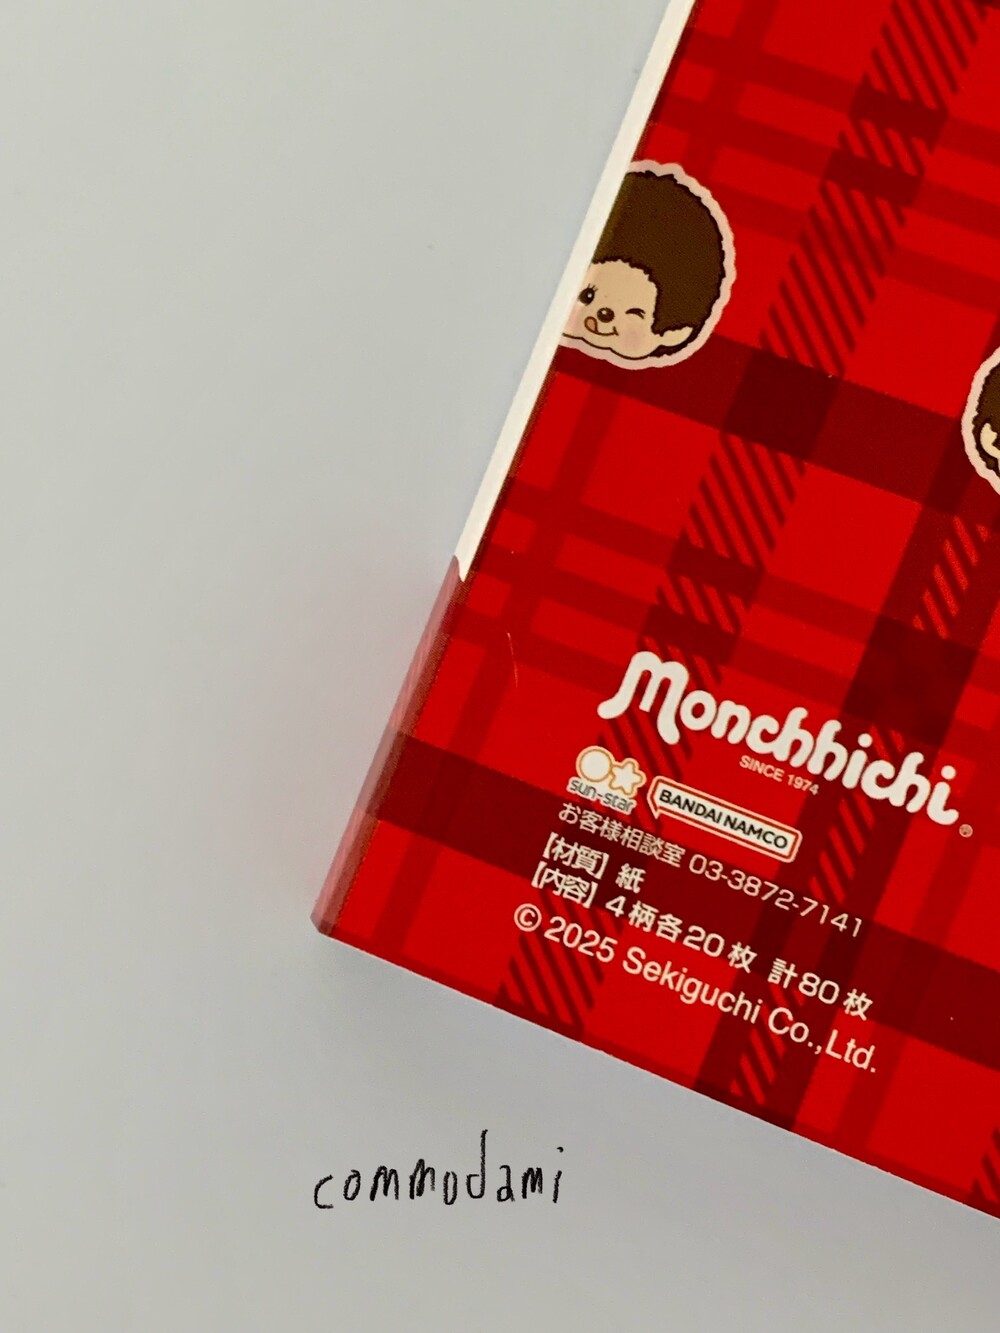 Monchhichi®
SINCE 1974
sun-star
BANDAI NAMCO
お客様相談室 03-3872-7141
【材質】紙
【内容】4柄各20枚 計80枚
© 2025 Sekiguchi Co.,Ltd.
commodami